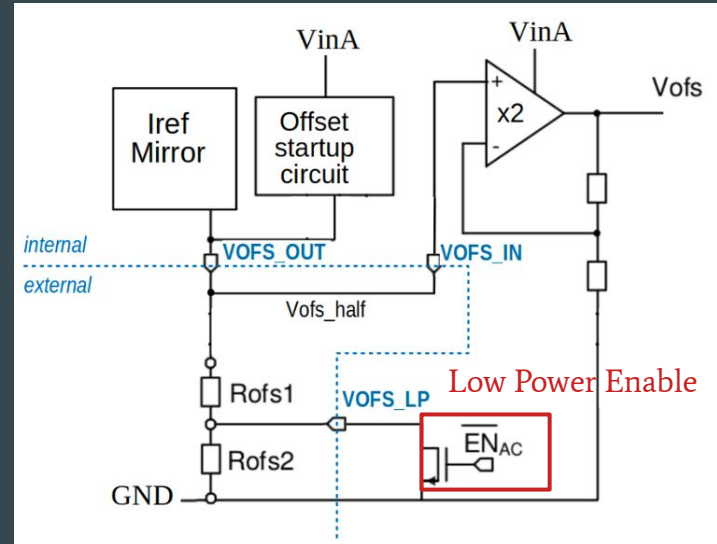 VinA
VinA
Iref
Mirror
Offset
startup
circuit
+
x2
-
Vofs
internal
VOFS_OUT
VOFS_IN
external
Vofs_half
Rofs1
VOFS_LP
Low Power Enable
Rofs2
EN̅AC
GND